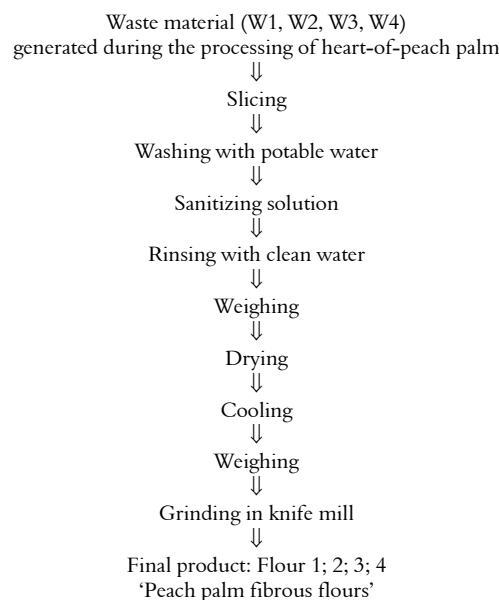 Waste material (W1, W2, W3, W4)
generated during the processing of heart-of-peach palm
⇓
Slicing
⇓
Washing with potable water
⇓
Sanitizing solution
⇓
Rinsing with clean water
⇓
Weighing
⇓
Drying
⇓
Cooling
⇓
Weighing
⇓
Grinding in knife mill
⇓
Final product: Flour 1; 2; 3; 4
‘Peach palm fibrous flours’